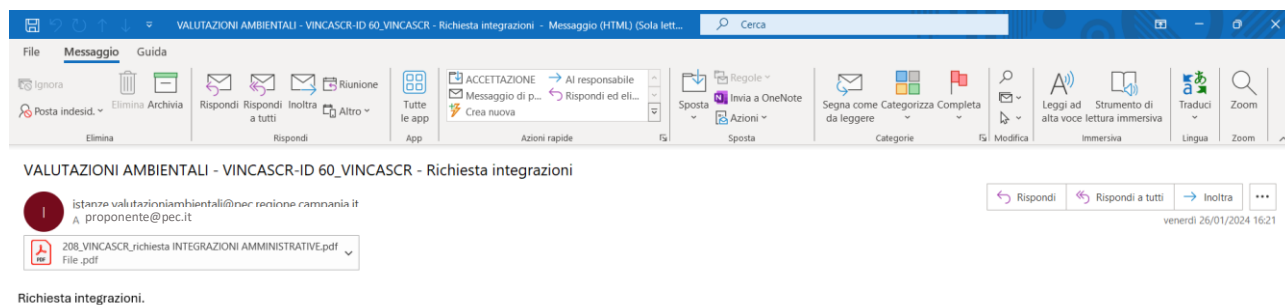 VALUTAZIONI AMBIENTALI - VINCASCR-ID 60_VINCASCR - Richiesta integrazioni - Messaggio (HTML) (Sola lett...
Cerca
File Messaggio Guida
Ignora
Posta indesid.
Elimina
Archivia
Rispondi
Rispondi a tutti
Inoltra
Riunione
Altro
Tutte le app
ACCETTAZIONE
Messaggio di p...
Crea nuova
Al responsabile
Rispondi ed eli...
Sposta
Regole
Invia a OneNote
Azioni
Segna come da leggere
Categorizza
Completa
Leggi ad alta voce
Strumento di lettura immersiva
Traduci
Zoom
Elimina Rispondi App Azioni rapide Sposta Categorie Modifica Immersiva Lingua Zoom
VALUTAZIONI AMBIENTALI - VINCASCR-ID 60_VINCASCR - Richiesta integrazioni
I
istanze.valutazioniambientali@pec.regione.campania.it
A proponente@pec.it
Rispondi Rispondi a tutti Inoltra ...
venerdì 26/01/2024 16:21
PDF
208_VINCASCR_richiesta INTEGRAZIONI AMMINISTRATIVE.pdf
File .pdf
Richiesta integrazioni.